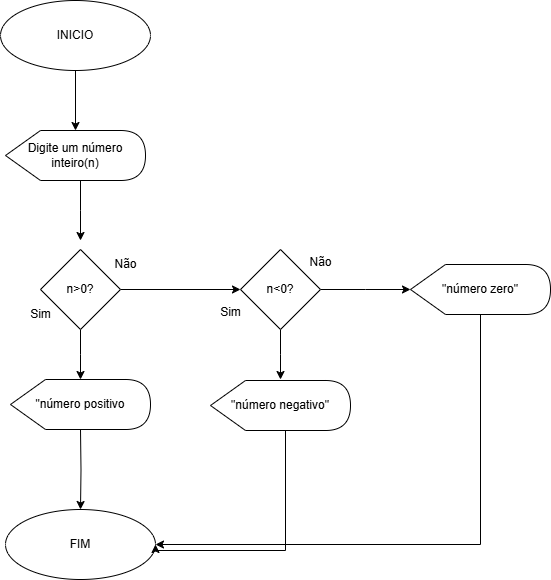 INICIO
Digite um número
inteiro(n)
n>0?
Não
n<0?
Não
"número zero"
Sim
Sim
"número positivo
"número negativo"
FIM